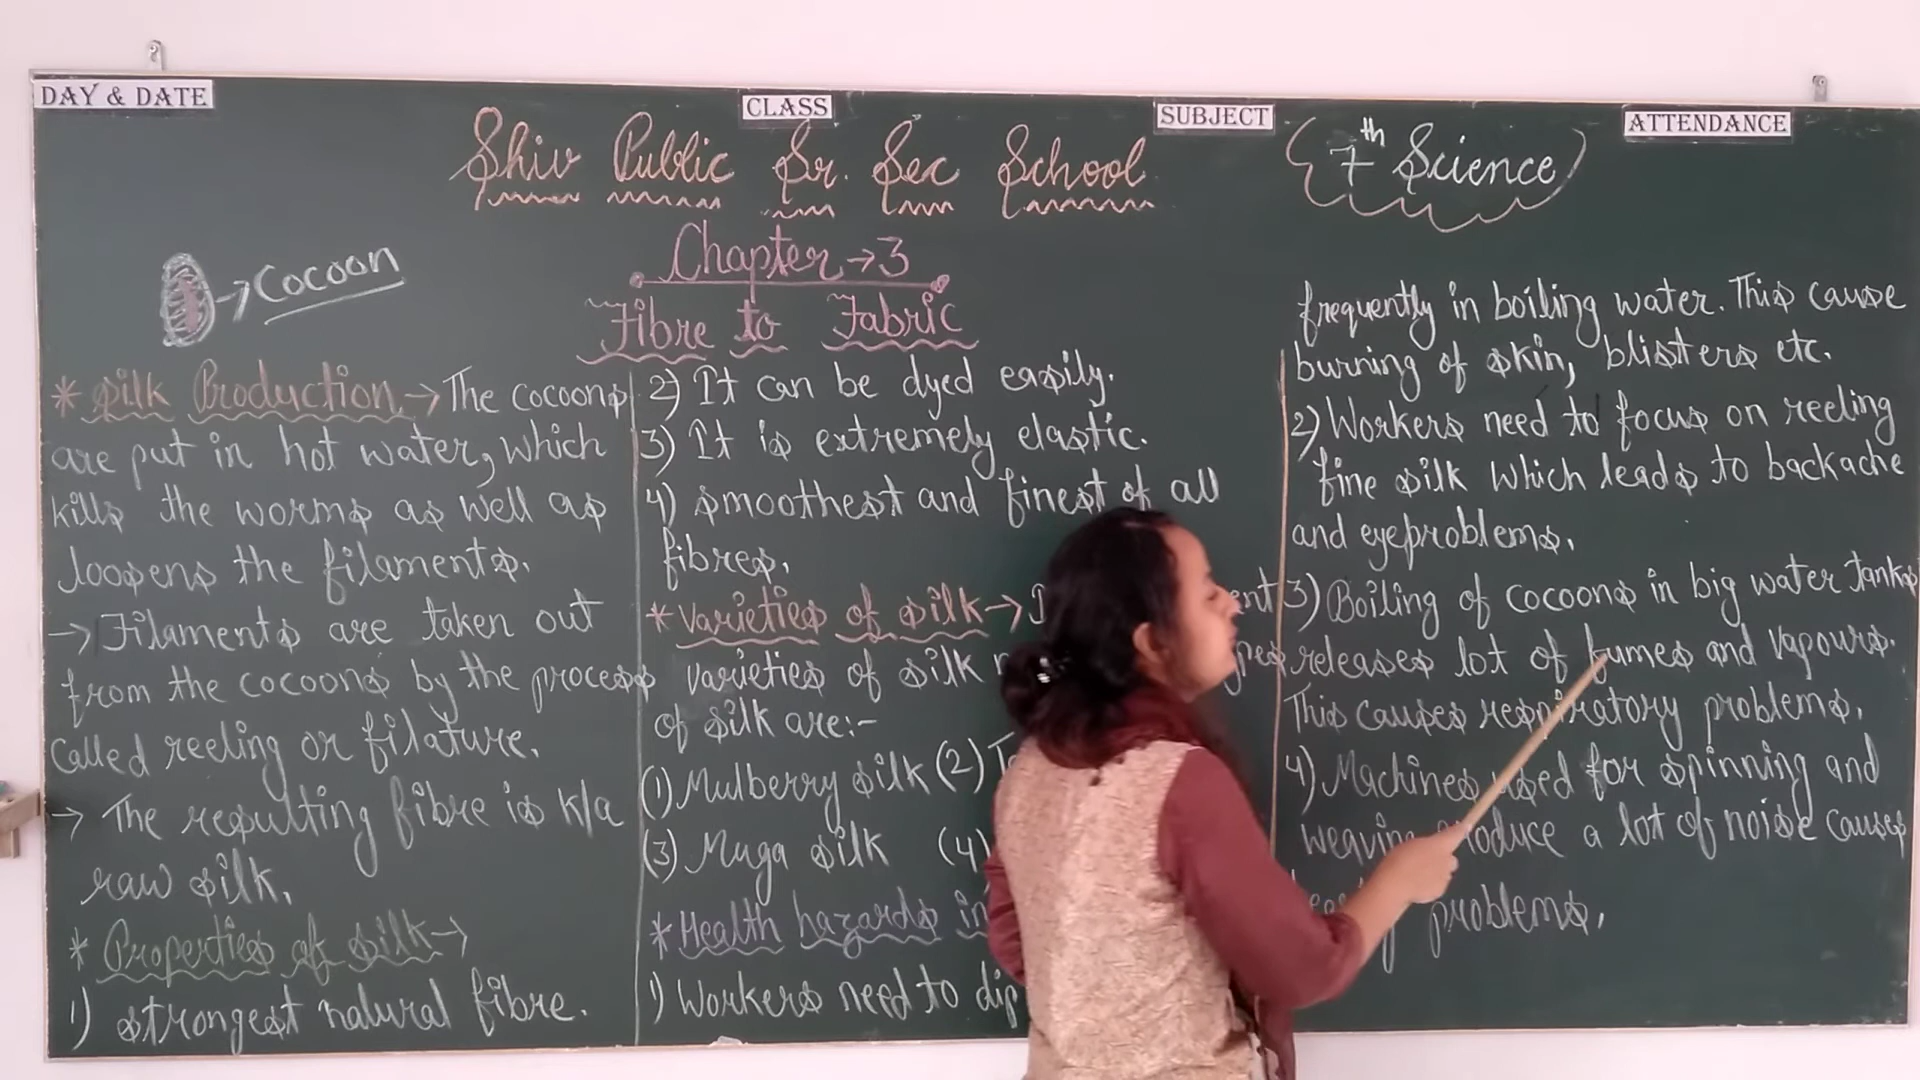 DAY & DATE
CLASS
SUBJECT
ATTENDANCE
Shiv Public Sr. Sec School
7th Science
Chapter→3
Fibre to Fabric
→Cocoon
* Silk Production→The cocoons
are put in hot water, which
kills the worms as well as
loosens the filaments.
→Filaments are taken out
from the cocoons by the process
called reeling or filature.
→ The resulting fibre is k/a
raw silk.
* Properties of silk→
1) strongest natural fibre.
2) It can be dyed easily.
3) It is extremely elastic.
4) smoothest and finest of all
fibres.
* Varieties of silk→
varieties of silk
of silk are:-
(1) Mulberry silk (2)
(3) Muga silk (4)
* Health hazards in
1) Workers need to dip
frequently in boiling water. This cause
burning of skin, blisters etc.
2) Workers need to focus on reeling
fine silk which leads to backache
and eyeproblems.
3) Boiling of cocoons in big water tanks
releases lot of fumes and vapours.
This causes respiratory problems.
4) Machines used for spinning and
weaving produce a lot of noise causes
problems.